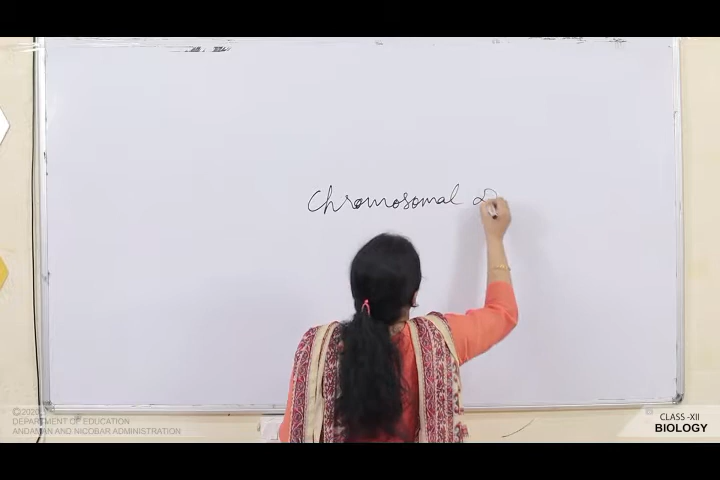 Chromosomal
©2020
DEPARTMENT OF EDUCATION
ANDAMAN AND NICOBAR ADMINISTRATION
CLASS -XII
BIOLOGY